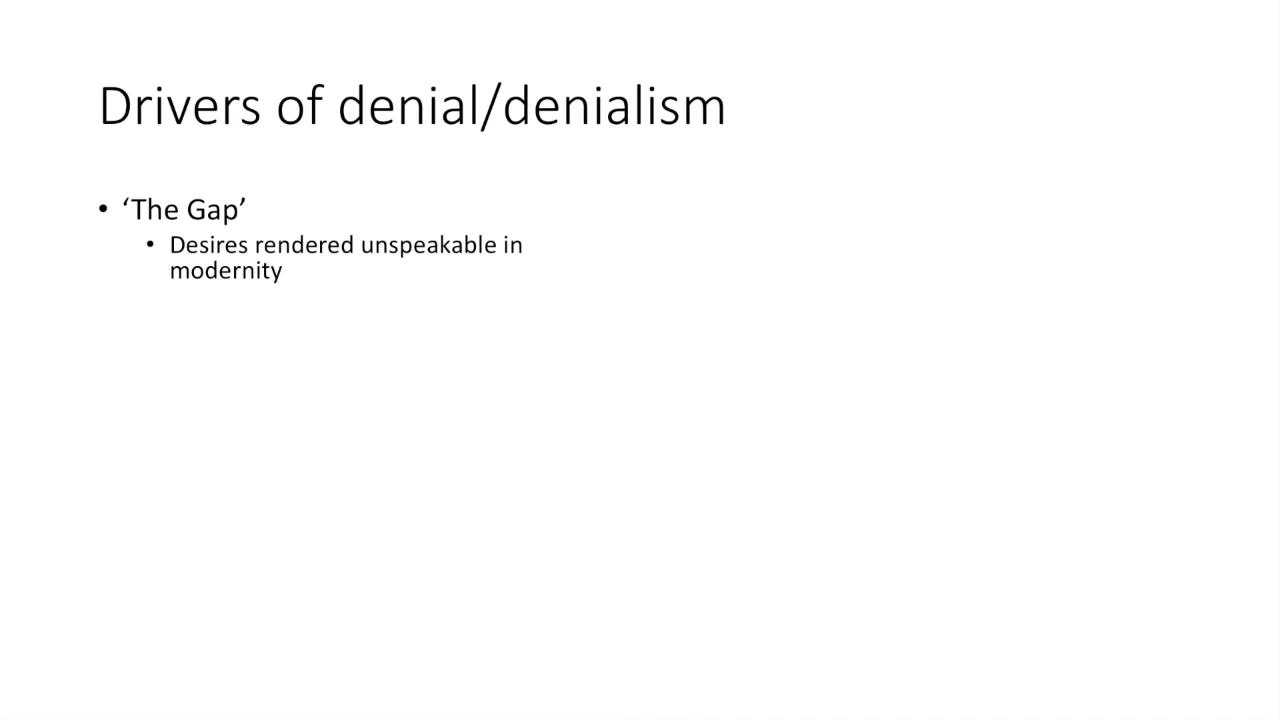 Drivers of denial/denialism
• ‘The Gap’
• Desires rendered unspeakable in
modernity